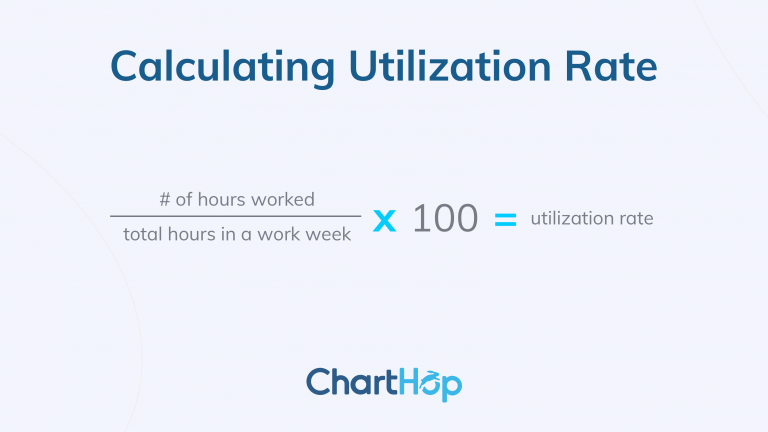 Calculating Utilization Rate
# of hours worked
total hours in a work week
x 100 = utilization rate
ChartHop